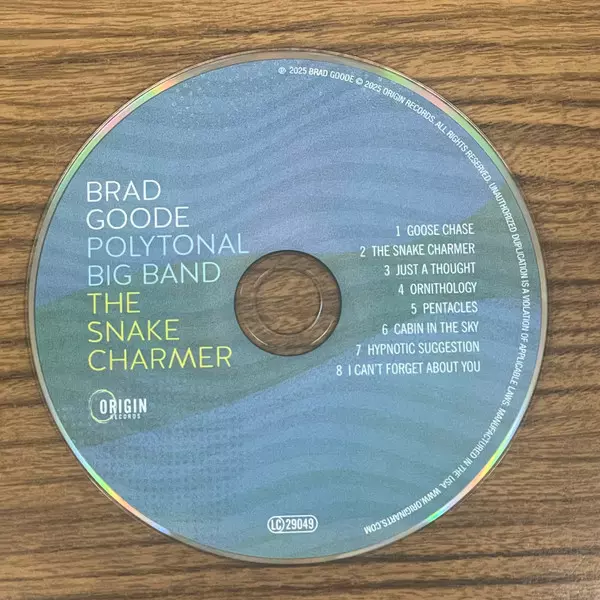 BRAD
GOODE
POLYTONAL
BIG BAND
THE
SNAKE
CHARMER
ORIGIN
RECORDS
1 GOOSE CHASE
2 THE SNAKE CHARMER
3 JUST A THOUGHT
4 ORNITHOLOGY
5 PENTACLES
6 CABIN IN THE SKY
7 HYPNOTIC SUGGESTION
8 I CAN'T FORGET ABOUT YOU
LC 29049
℗ 2025 BRAD GOODE © 2025 ORIGIN RECORDS. ALL RIGHTS RESERVED. UNAUTHORIZED DUPLICATION IS A VIOLATION OF APPLICABLE LAWS. MANUFACTURED IN THE USA. WWW.ORIGINARTS.COM